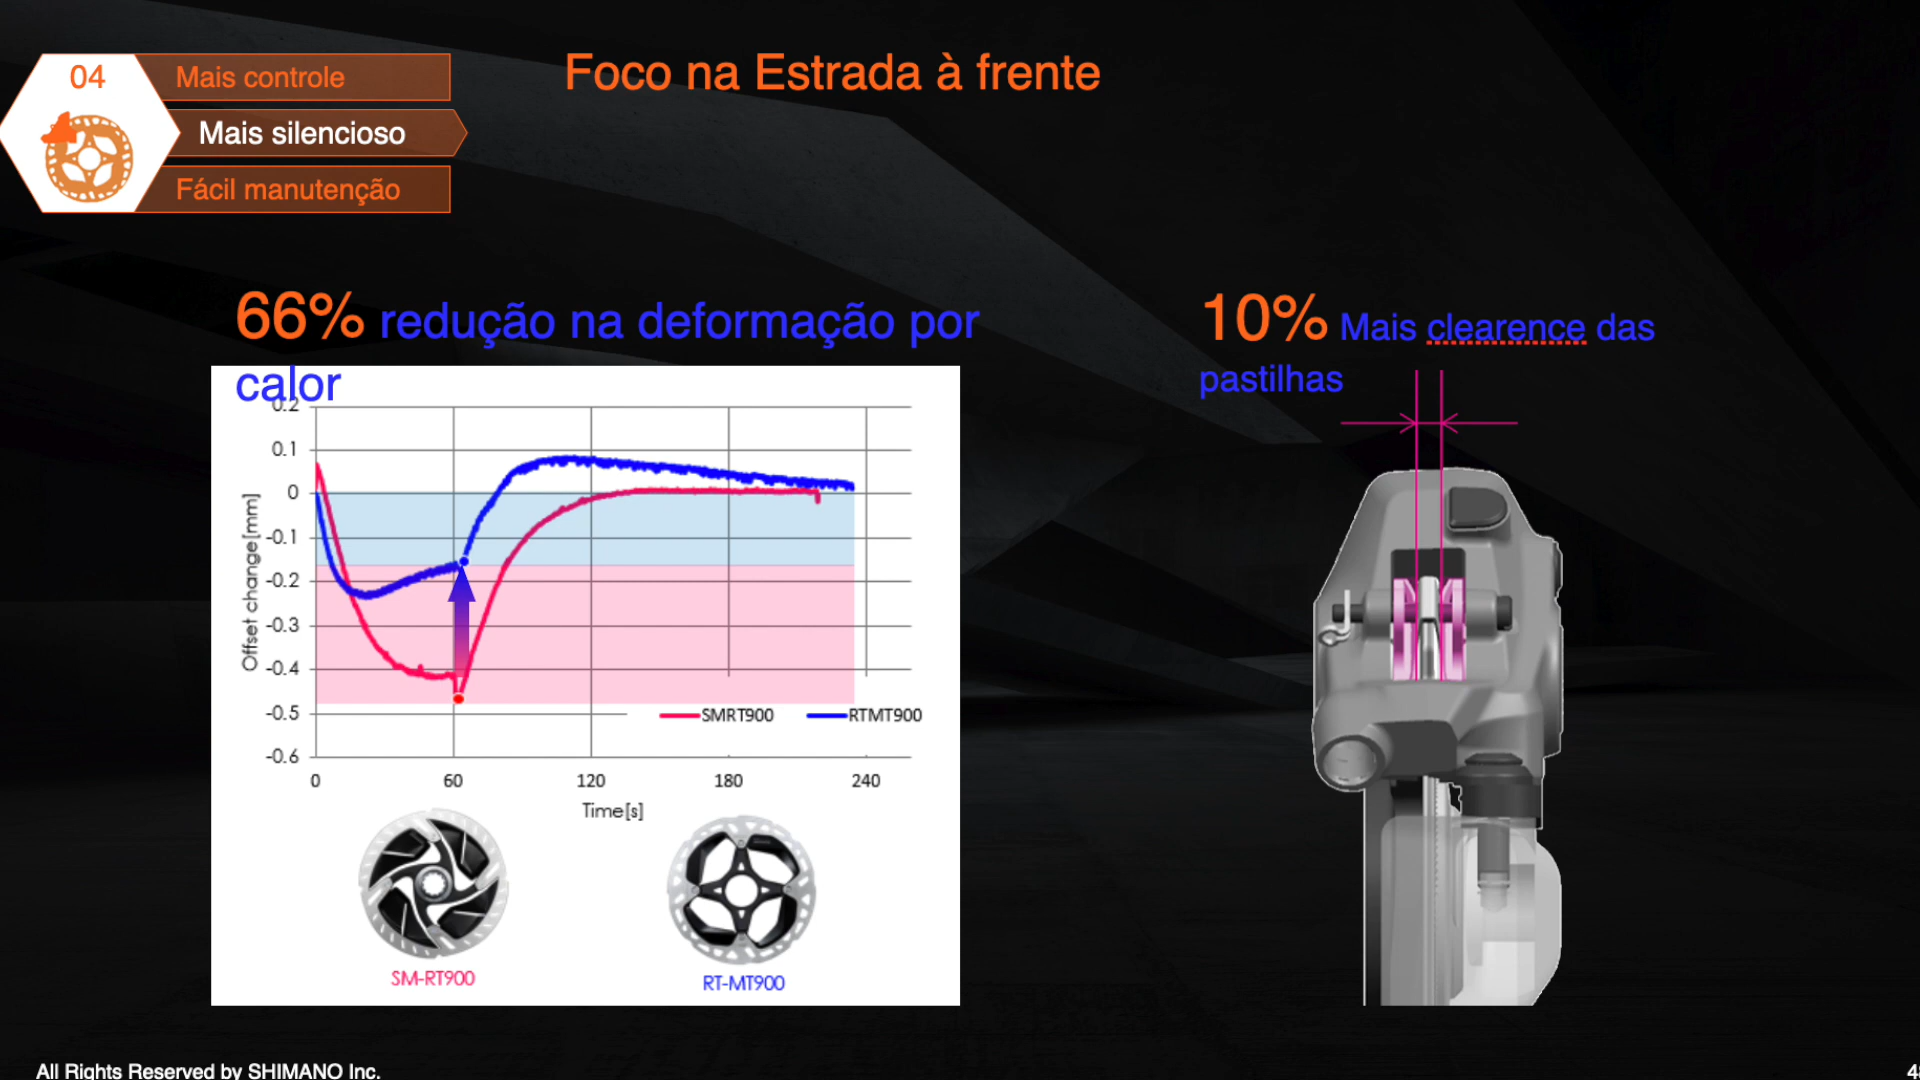 04
Mais controle
Mais silencioso
Fácil manutenção
Foco na Estrada à frente
66% redução na deformação por
calor
10% Mais clearence das
pastilhas
0.2
0.1
0
-0.1
-0.2
-0.3
-0.4
-0.5
-0.6
Offset change[mm]
SMRT900
RTMT900
0
60
120
180
240
Time[s]
SM-RT900
RT-MT900
All Rights Reserved by SHIMANO Inc.